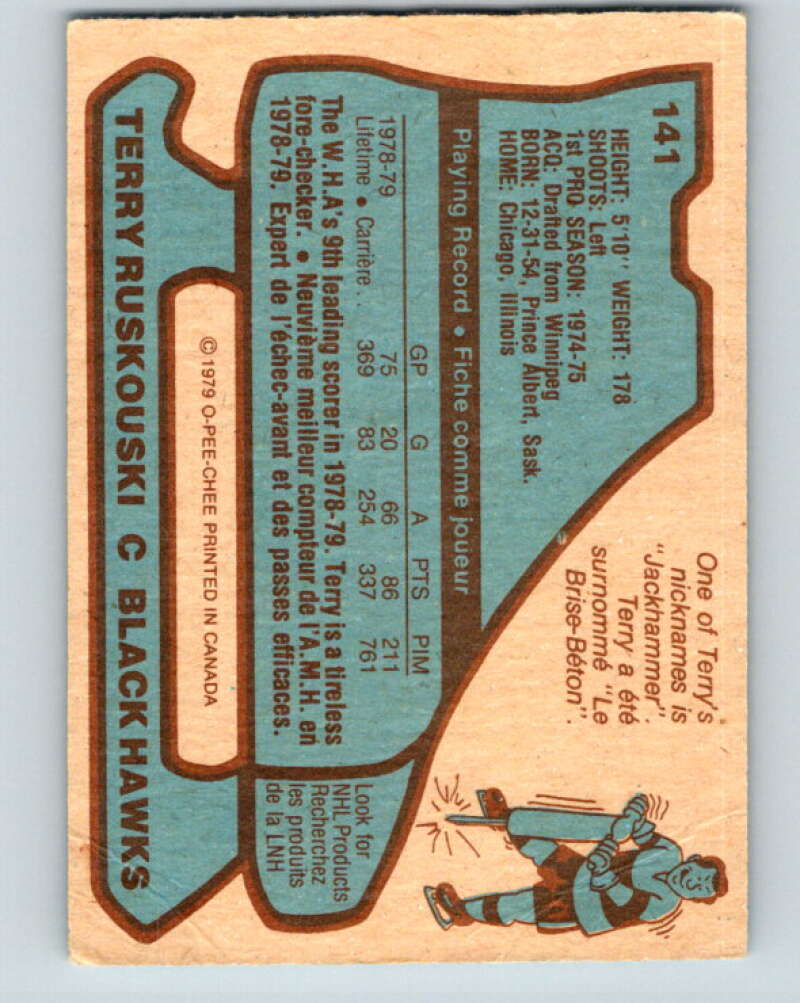 141
HEIGHT: 5'10" WEIGHT: 178
SHOOTS: Left
1st PRO SEASON: 1974-75
ACQ: Drafted from Winnipeg
BORN: 12-31-54, Prince Albert, Sask.
HOME: Chicago, Illinois
One of Terry's
nicknames is
"Jackhammer".
Terry a été
surnommé "Le
Brise-Béton".
Playing Record • Fiche comme joueur
GP G A PTS PIM
1978-79 75 20 66 86 211
Lifetime • Carrière . . 369 83 254 337 761
The W.H.A's 9th leading scorer in 1978-79. Terry is a tireless
fore-checker. • Neuvième meilleur compteur de l'A.M.H. en
1978-79. Expert de l'échec-avant et des passes efficaces.
Look for
NHL Products
Recherchez
les produits
de la LNH
© 1979 O-PEE-CHEE PRINTED IN CANADA
TERRY RUSKOUSKI C BLACK HAWKS